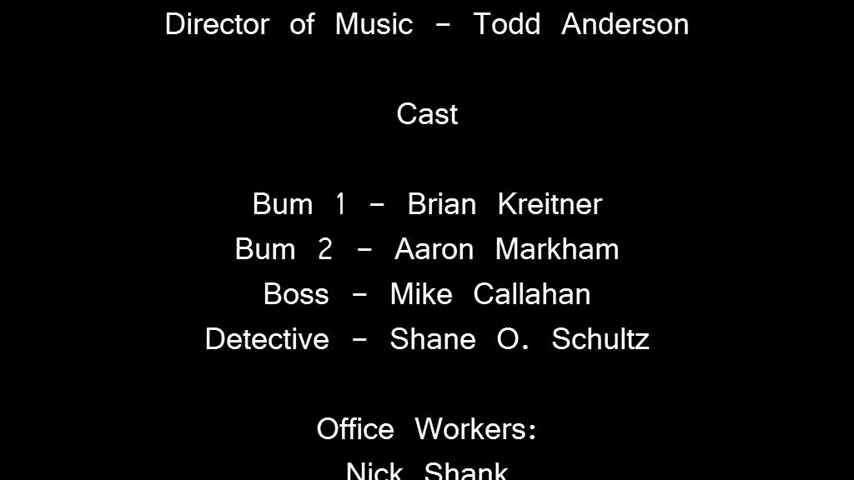 Director of Music – Todd Anderson
Cast
Bum 1 – Brian Kreitner
Bum 2 – Aaron Markham
Boss – Mike Callahan
Detective – Shane O. Schultz
Office Workers:
Nick Shank